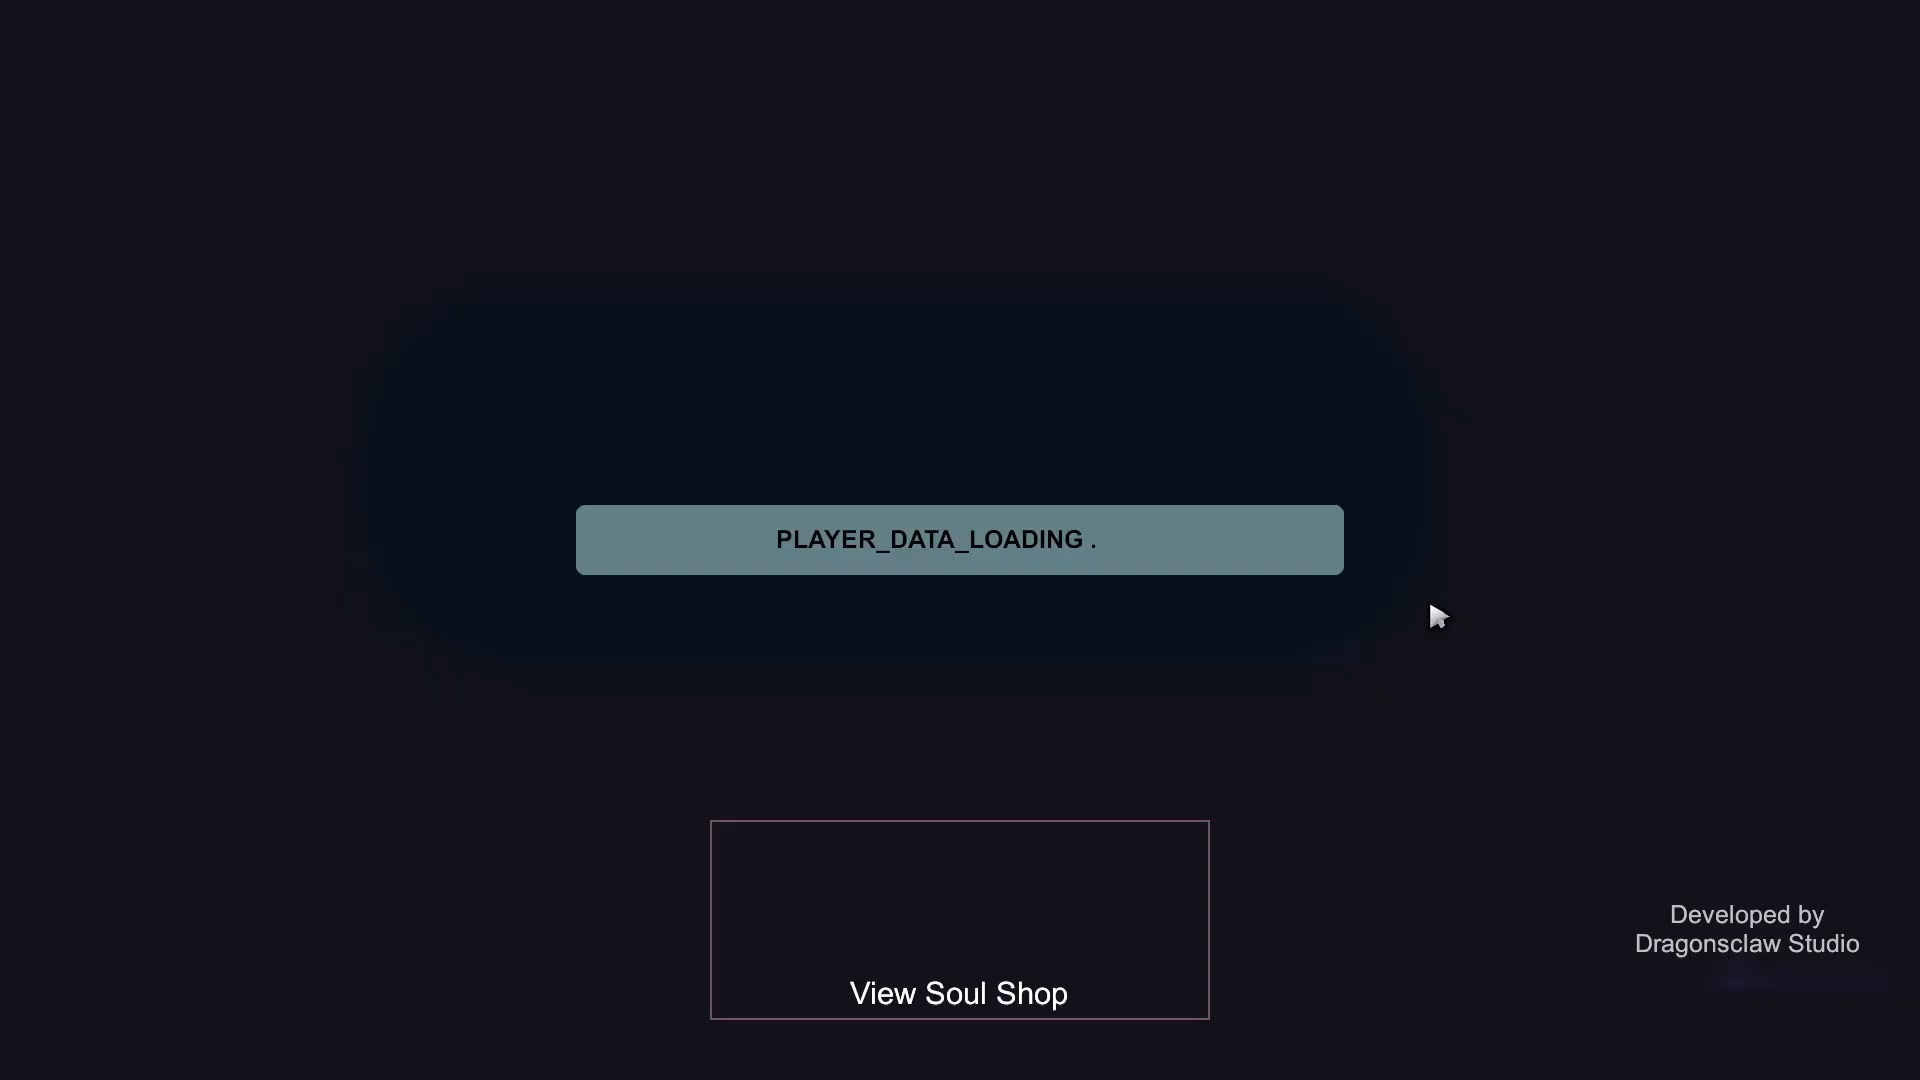 PLAYER_DATA_LOADING .
View Soul Shop
Developed by
Dragonsclaw Studio